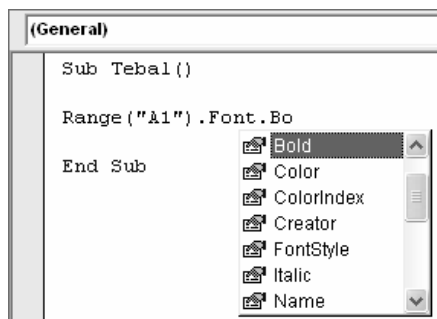 (General)
Sub Tebal()
Range("A1").Font.Bo
End Sub
Bold
Color
ColorIndex
Creator
FontStyle
Italic
Name